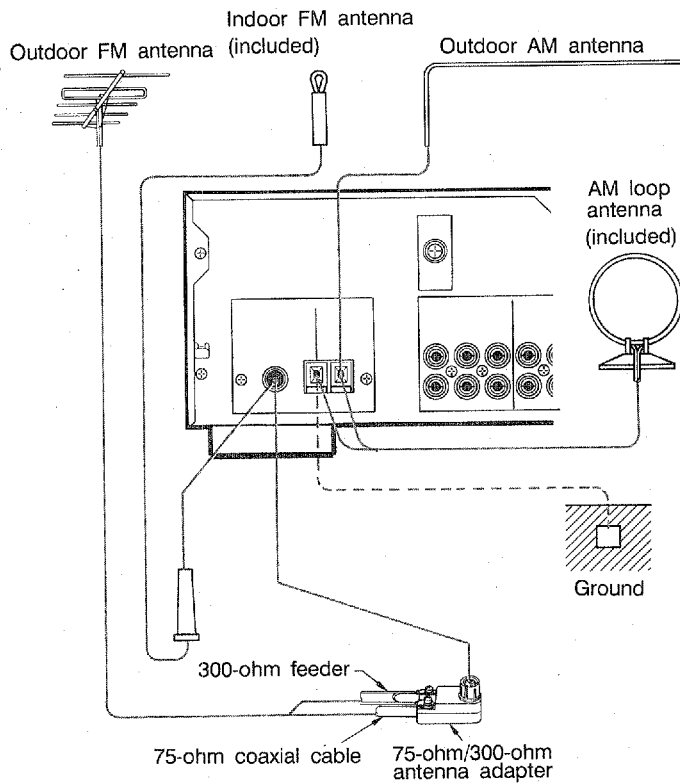 Indoor FM antenna
(included)
Outdoor FM antenna
Outdoor AM antenna
AM loop
antenna
(included)
Ground
300-ohm feeder
75-ohm coaxial cable
75-ohm/300-ohm
antenna adapter